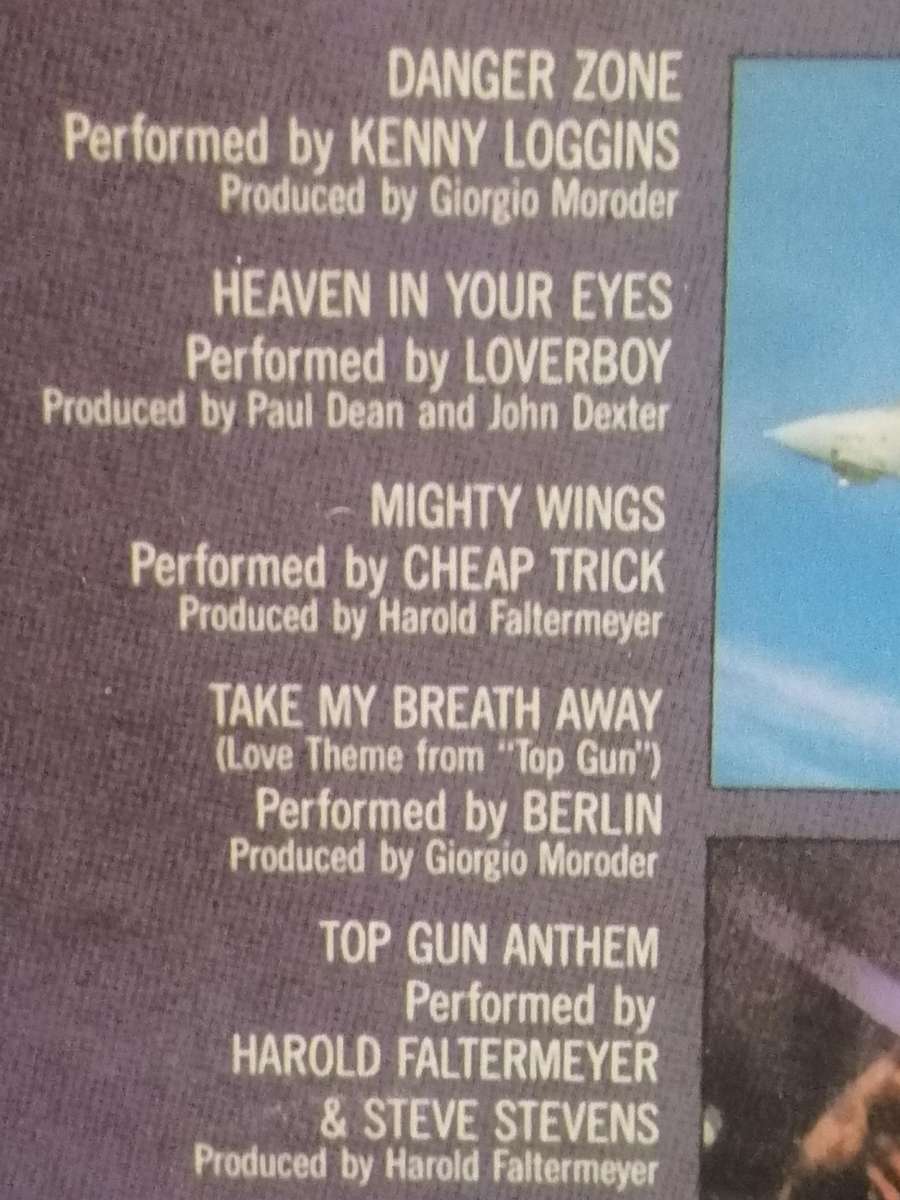 DANGER ZONE
Performed by KENNY LOGGINS
Produced by Giorgio Moroder
HEAVEN IN YOUR EYES
Performed by LOVERBOY
Produced by Paul Dean and John Dexter
MIGHTY WINGS
Performed by CHEAP TRICK
Produced by Harold Faltermeyer
TAKE MY BREATH AWAY
(Love Theme from "Top Gun")
Performed by BERLIN
Produced by Giorgio Moroder
TOP GUN ANTHEM
Performed by
HAROLD FALTERMEYER
& STEVE STEVENS
Produced by Harold Faltermeyer